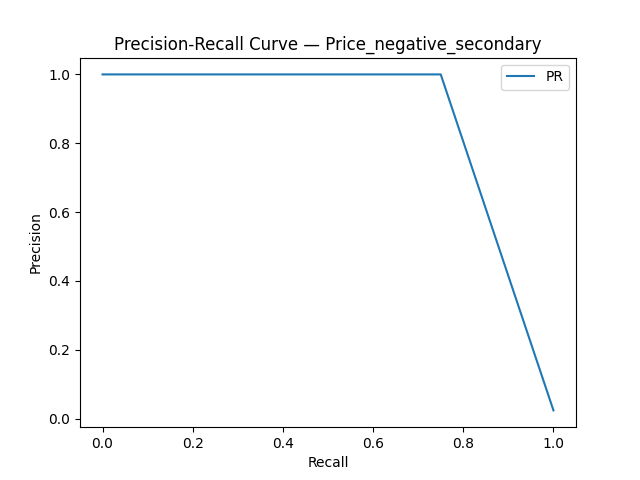 Precision-Recall Curve — Price_negative_secondary
PR
1.0
0.8
0.6
0.4
0.2
0.0
Precision
0.0 0.2 0.4 0.6 0.8 1.0
Recall